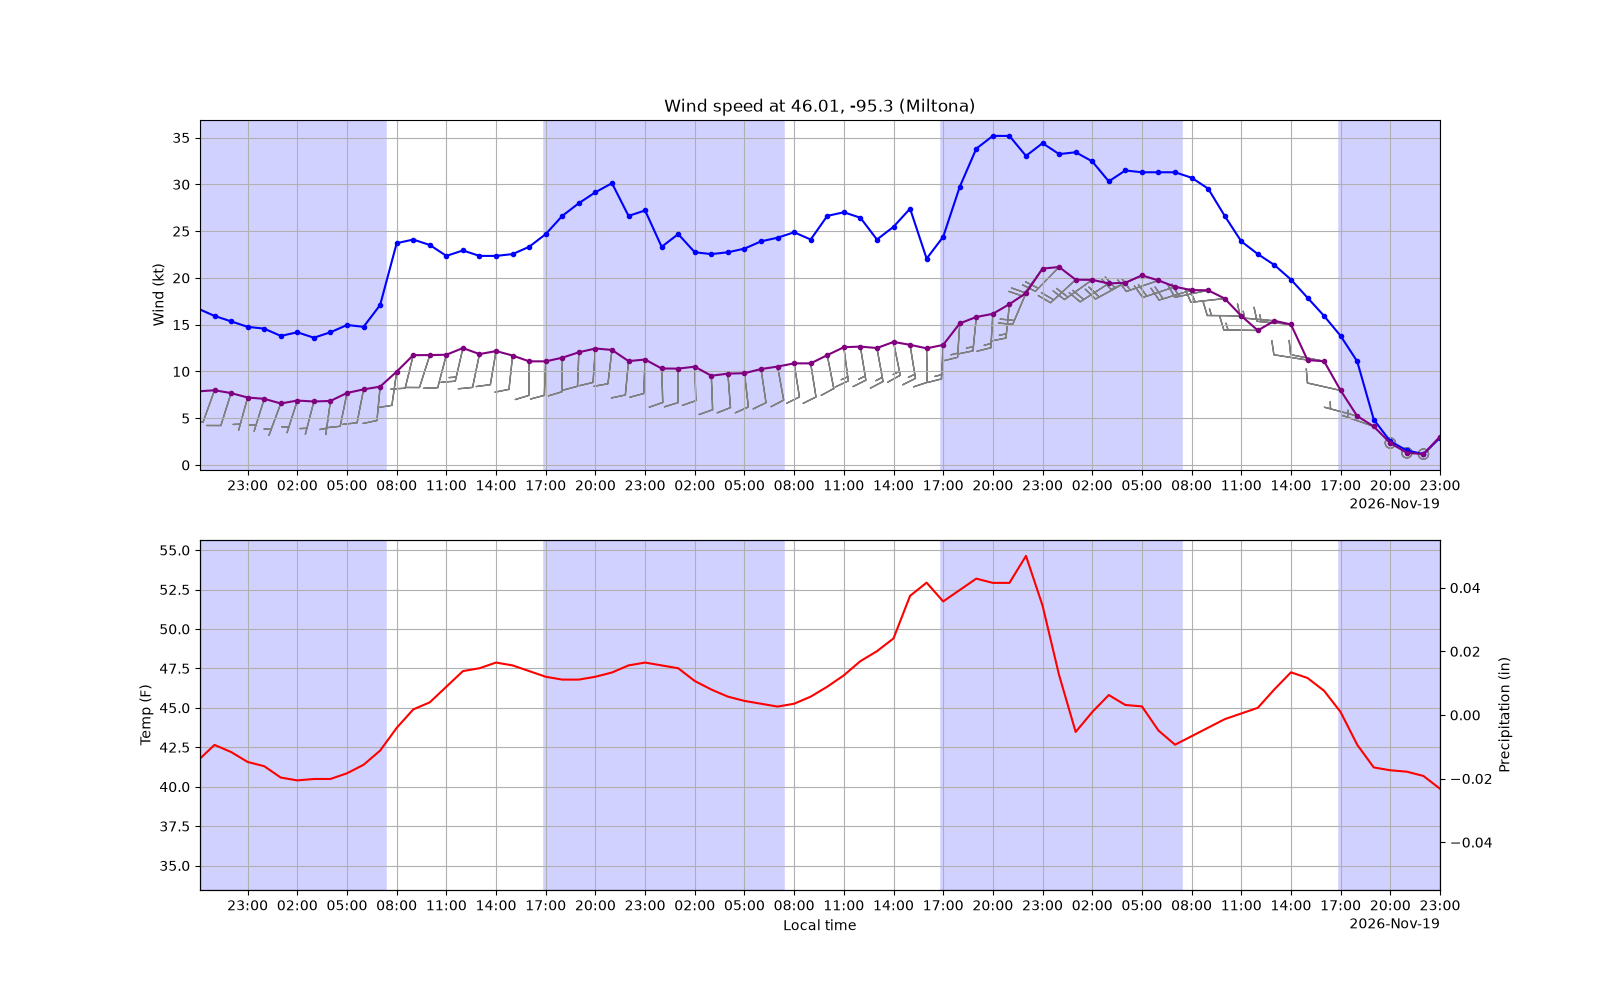 Wind speed at 46.01, -95.3 (Miltona)
35
30
25
20
15
10
5
0
Wind (kt)
23:00 02:00 05:00 08:00 11:00 14:00 17:00 20:00 23:00 02:00 05:00 08:00 11:00 14:00 17:00 20:00 23:00 02:00 05:00 08:00 11:00 14:00 17:00 20:00 23:00
2026-Nov-19
55.0
52.5
50.0
47.5
45.0
42.5
40.0
37.5
35.0
Temp (F)
0.04
0.02
0.00
−0.02
−0.04
Precipitation (in)
23:00 02:00 05:00 08:00 11:00 14:00 17:00 20:00 23:00 02:00 05:00 08:00 11:00 14:00 17:00 20:00 23:00 02:00 05:00 08:00 11:00 14:00 17:00 20:00 23:00
Local time
2026-Nov-19